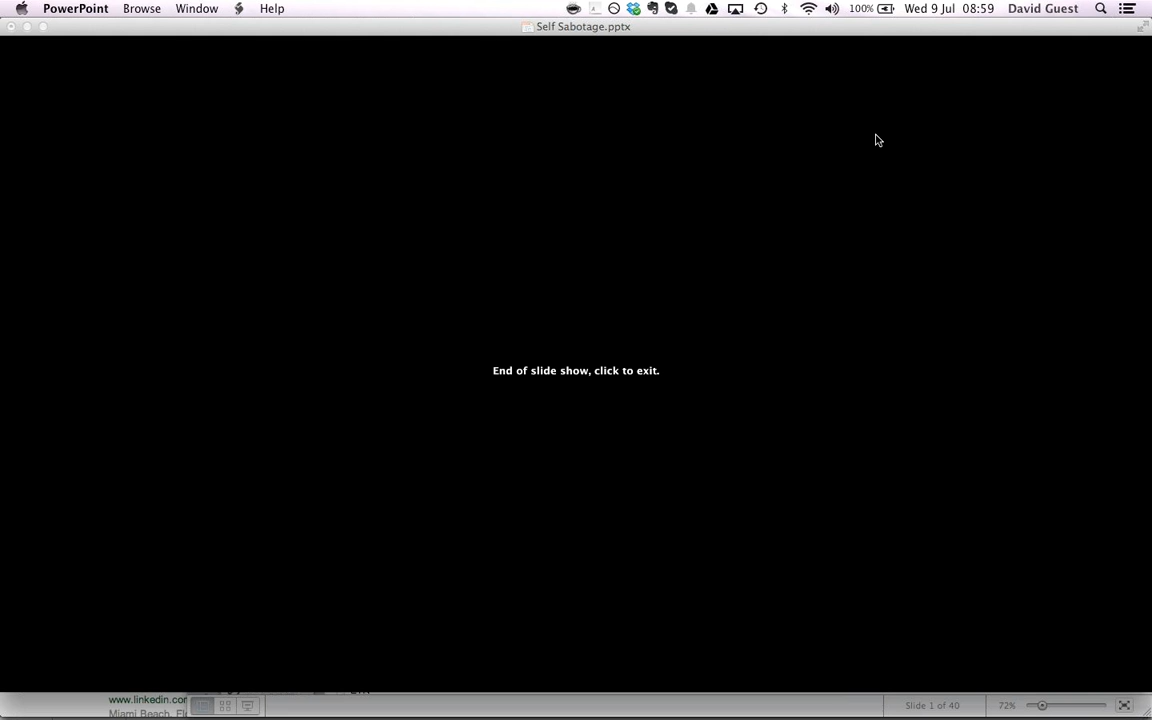 PowerPoint Browse Window Help 100% Wed 9 Jul 08:59 David Guest
Self Sabotage.pptx
End of slide show, click to exit.
www.linkedin.com
Miami Beach, Slide 1 of 40 72%